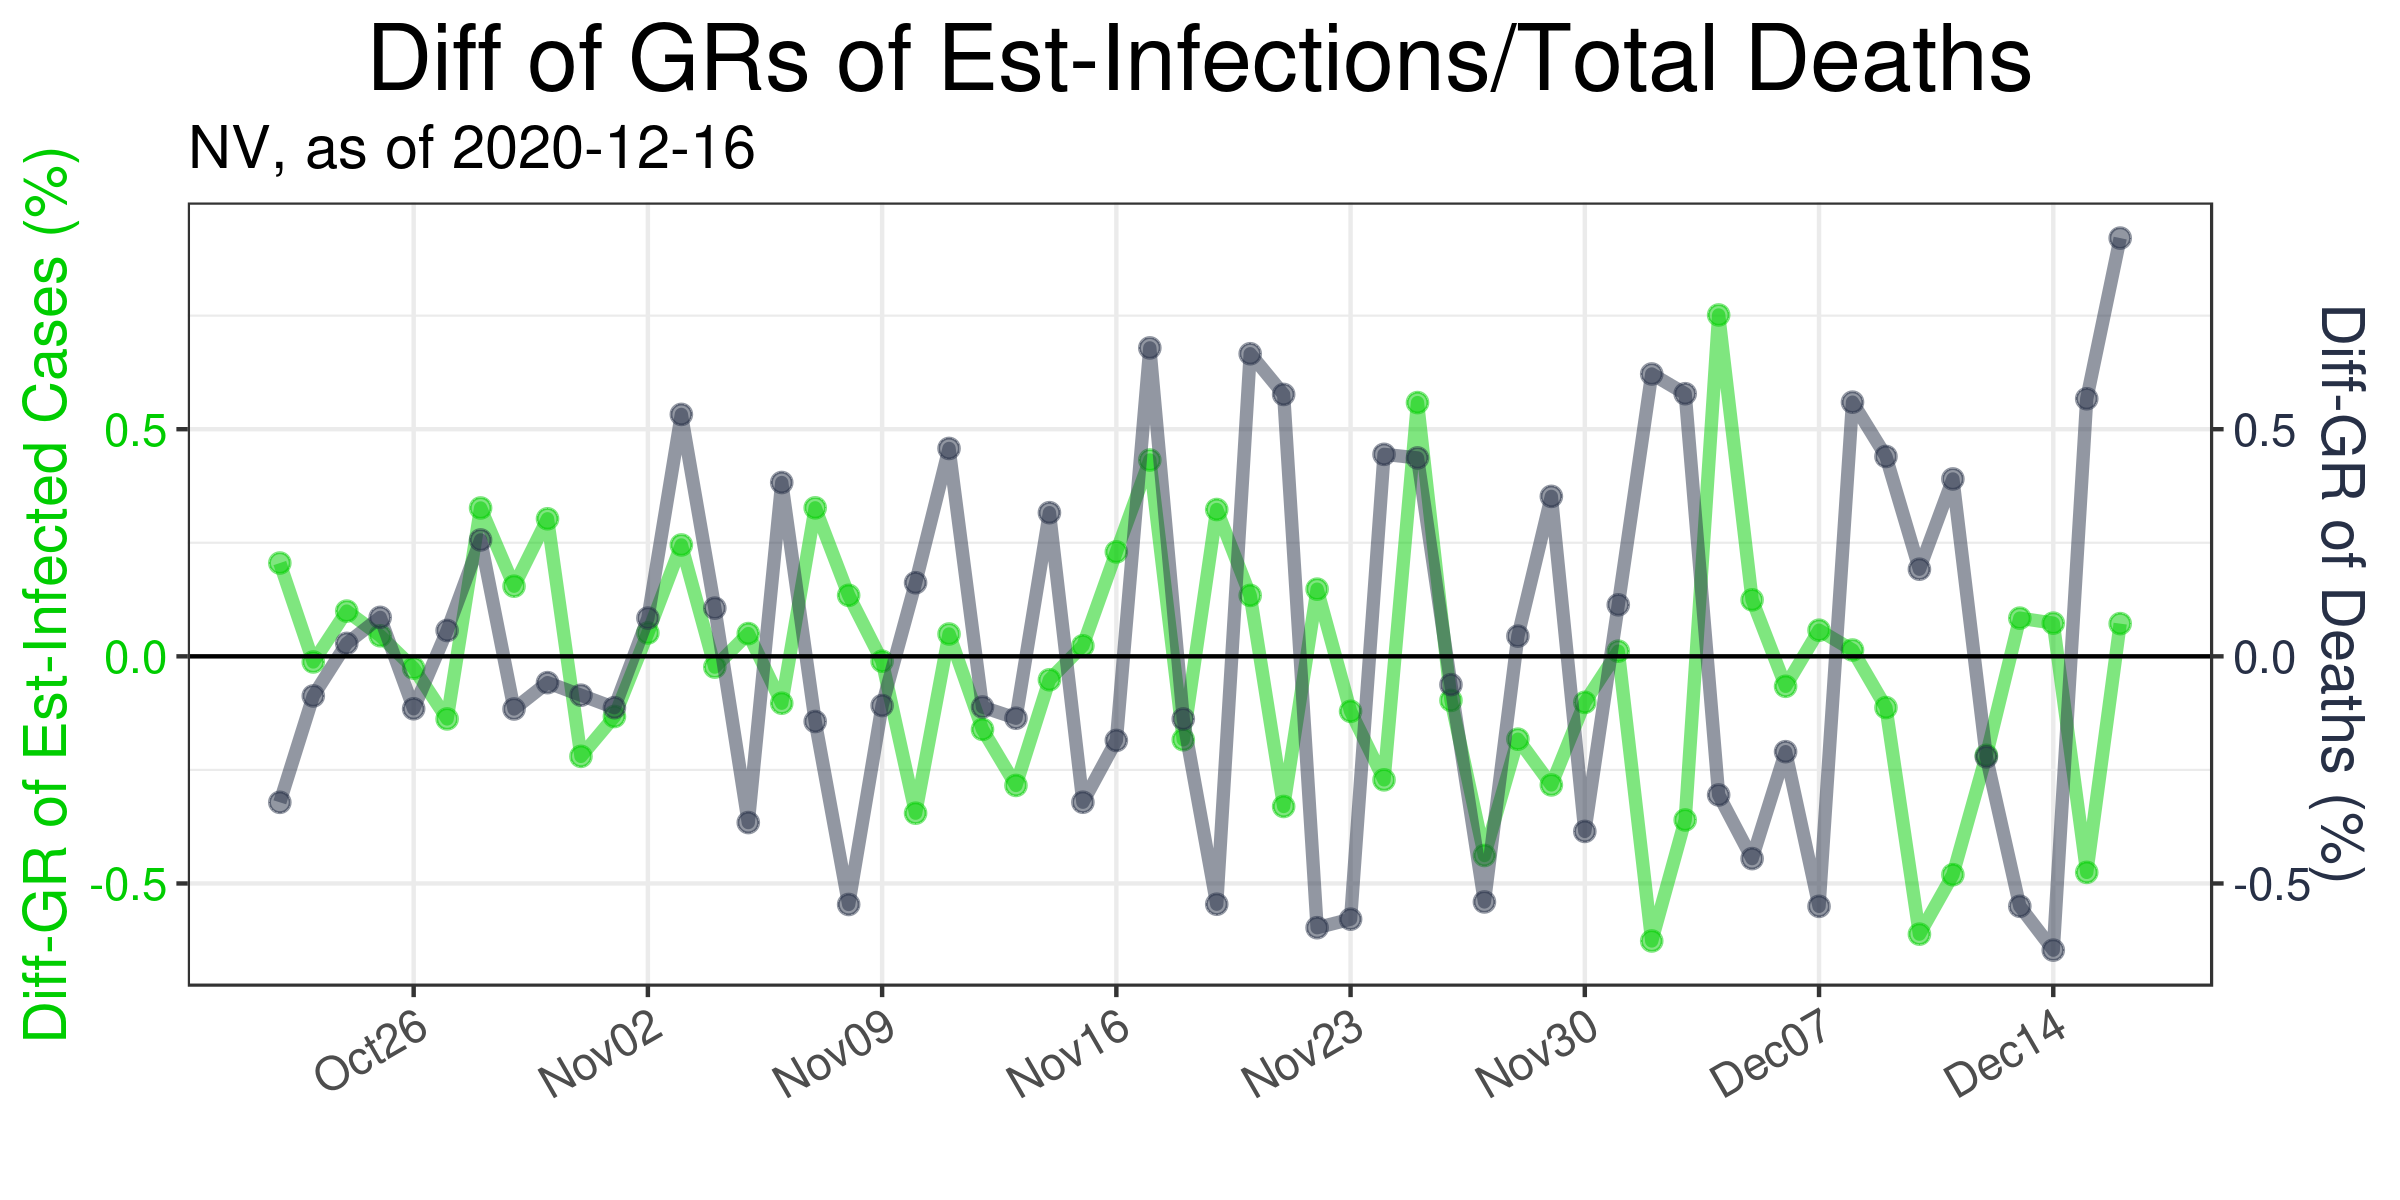 Diff of GRs of Est-Infections/Total Deaths
NV, as of 2020-12-16
Diff-GR of Est-Infected Cases (%)
0.5
0.0
-0.5
Diff-GR of Deaths (%)
0.5
0.0
-0.5
Oct26
Nov02
Nov09
Nov16
Nov23
Nov30
Dec07
Dec14